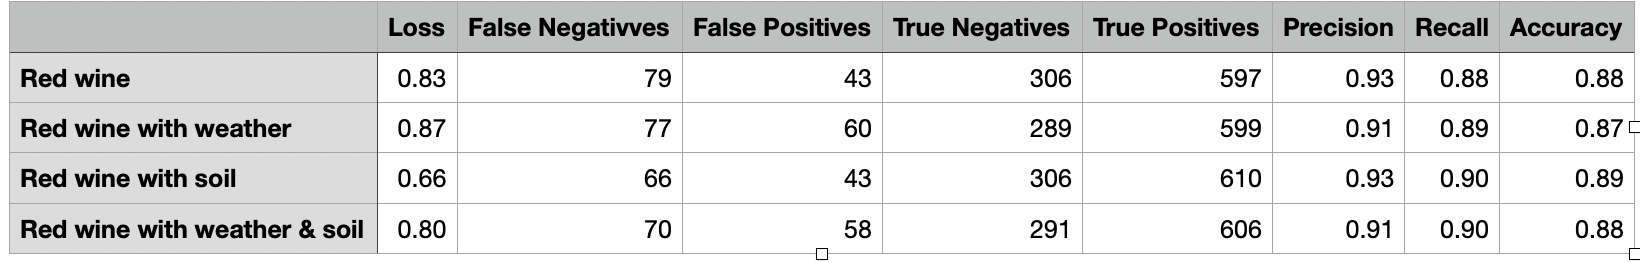 Loss False Negativves False Positives True Negatives True Positives Precision Recall Accuracy
Red wine 0.83 79 43 306 597 0.93 0.88 0.88
Red wine with weather 0.87 77 60 289 599 0.91 0.89 0.87
Red wine with soil 0.66 66 43 306 610 0.93 0.90 0.89
Red wine with weather & soil 0.80 70 58 291 606 0.91 0.90 0.88